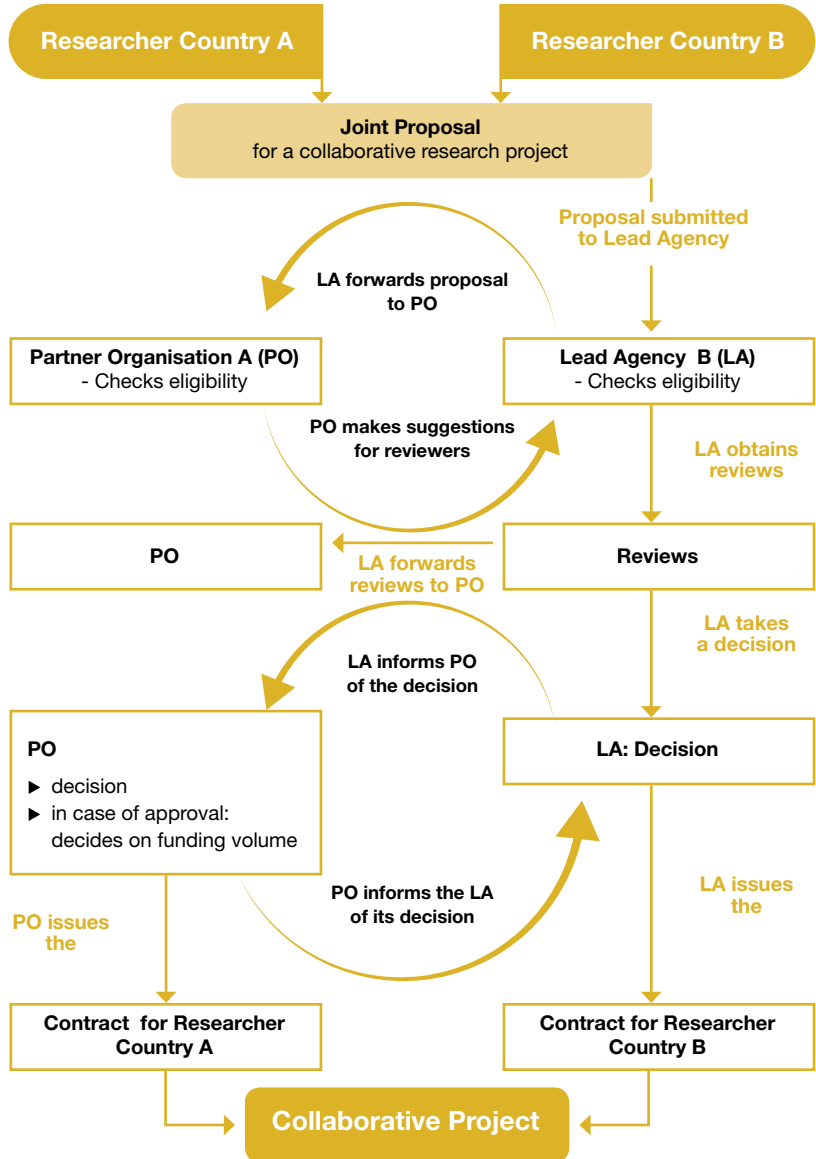 Researcher Country A
Researcher Country B
Joint Proposal
for a collaborative research project
Proposal submitted
to Lead Agency
LA forwards proposal
to PO
Partner Organisation A (PO)
- Checks eligibility
Lead Agency B (LA)
- Checks eligibility
PO makes suggestions
for reviewers
LA obtains
reviews
PO
LA forwards
reviews to PO
Reviews
LA takes
a decision
LA informs PO
of the decision
PO
▶ decision
▶ in case of approval:
decides on funding volume
LA: Decision
PO informs the LA
of its decision
PO issues
the
LA issues
the
Contract for Researcher
Country A
Contract for Researcher
Country B
Collaborative Project